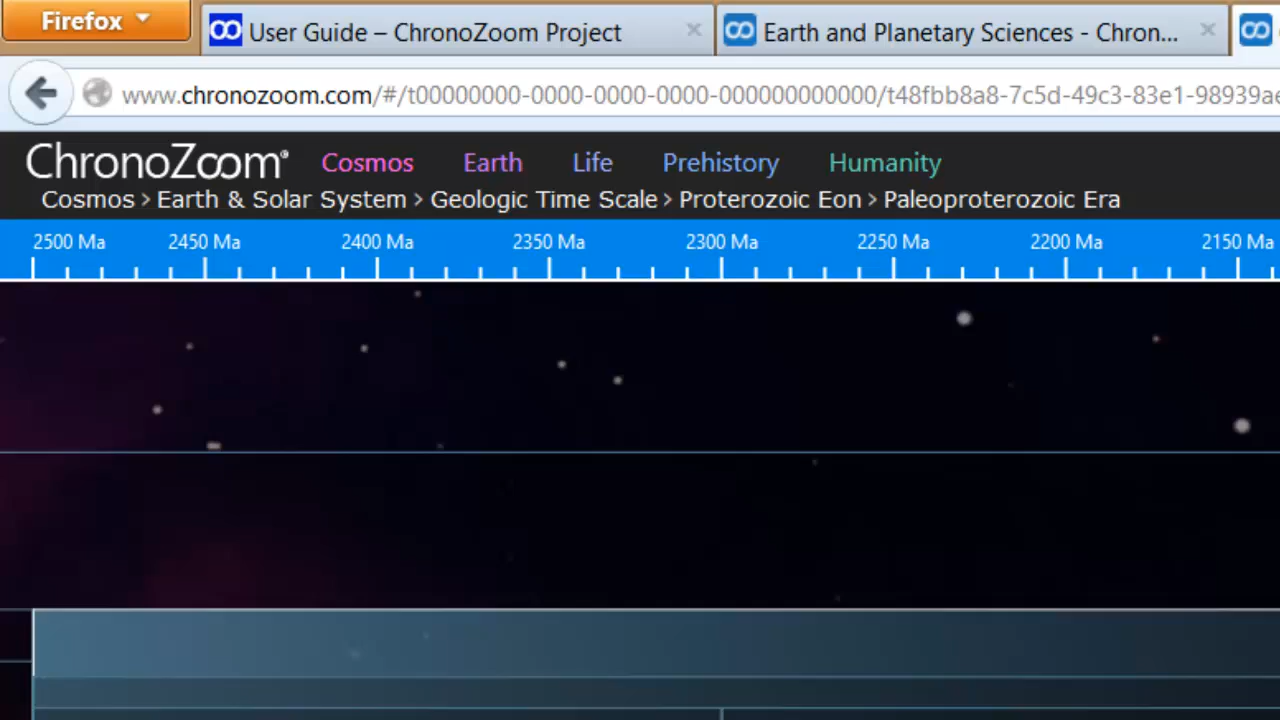 Firefox
User Guide – ChronoZoom Project
Earth and Planetary Sciences - Chron...
www.chronozoom.com/#/t00000000-0000-0000-0000-000000000000/t48fbb8a8-7c5d-49c3-83e1-98939ae
ChronoZoom® Cosmos Earth Life Prehistory Humanity
Cosmos › Earth & Solar System › Geologic Time Scale › Proterozoic Eon › Paleoproterozoic Era
2500 Ma 2450 Ma 2400 Ma 2350 Ma 2300 Ma 2250 Ma 2200 Ma 2150 Ma